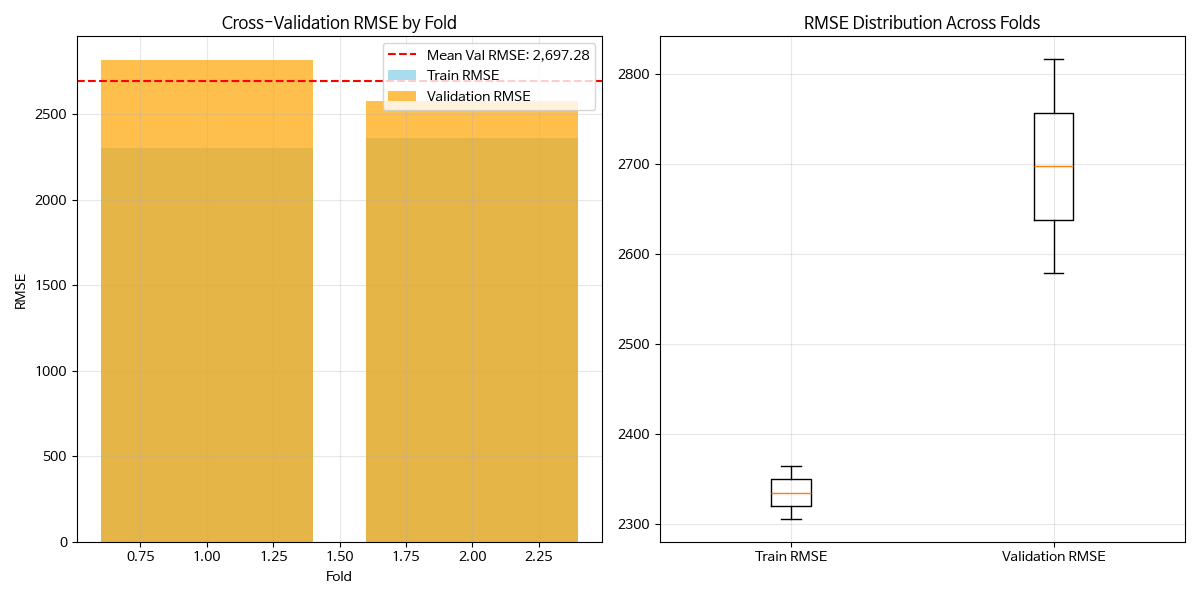 Cross-Validation RMSE by Fold
Mean Val RMSE: 2,697.28
Train RMSE
Validation RMSE
2500
2000
1500
1000
500
0
RMSE
0.75 1.00 1.25 1.50 1.75 2.00 2.25
Fold
RMSE Distribution Across Folds
2800
2700
2600
2500
2400
2300
Train RMSE Validation RMSE